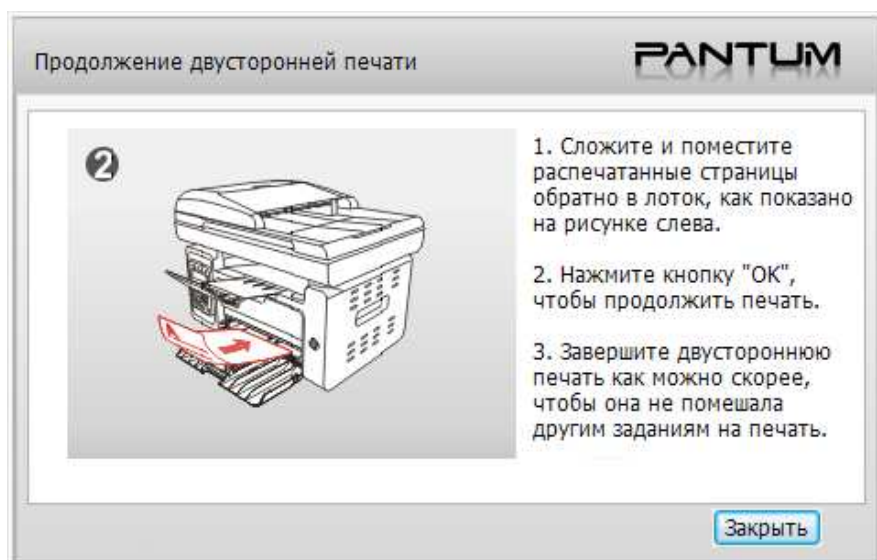 Продолжение двусторонней печати
PANTUM
2
1. Сложите и поместите
распечатанные страницы
обратно в лоток, как показано
на рисунке слева.
2. Нажмите кнопку "ОК",
чтобы продолжить печать.
3. Завершите двустороннюю
печать как можно скорее,
чтобы она не помешала
другим заданиям на печать.
Закрыть